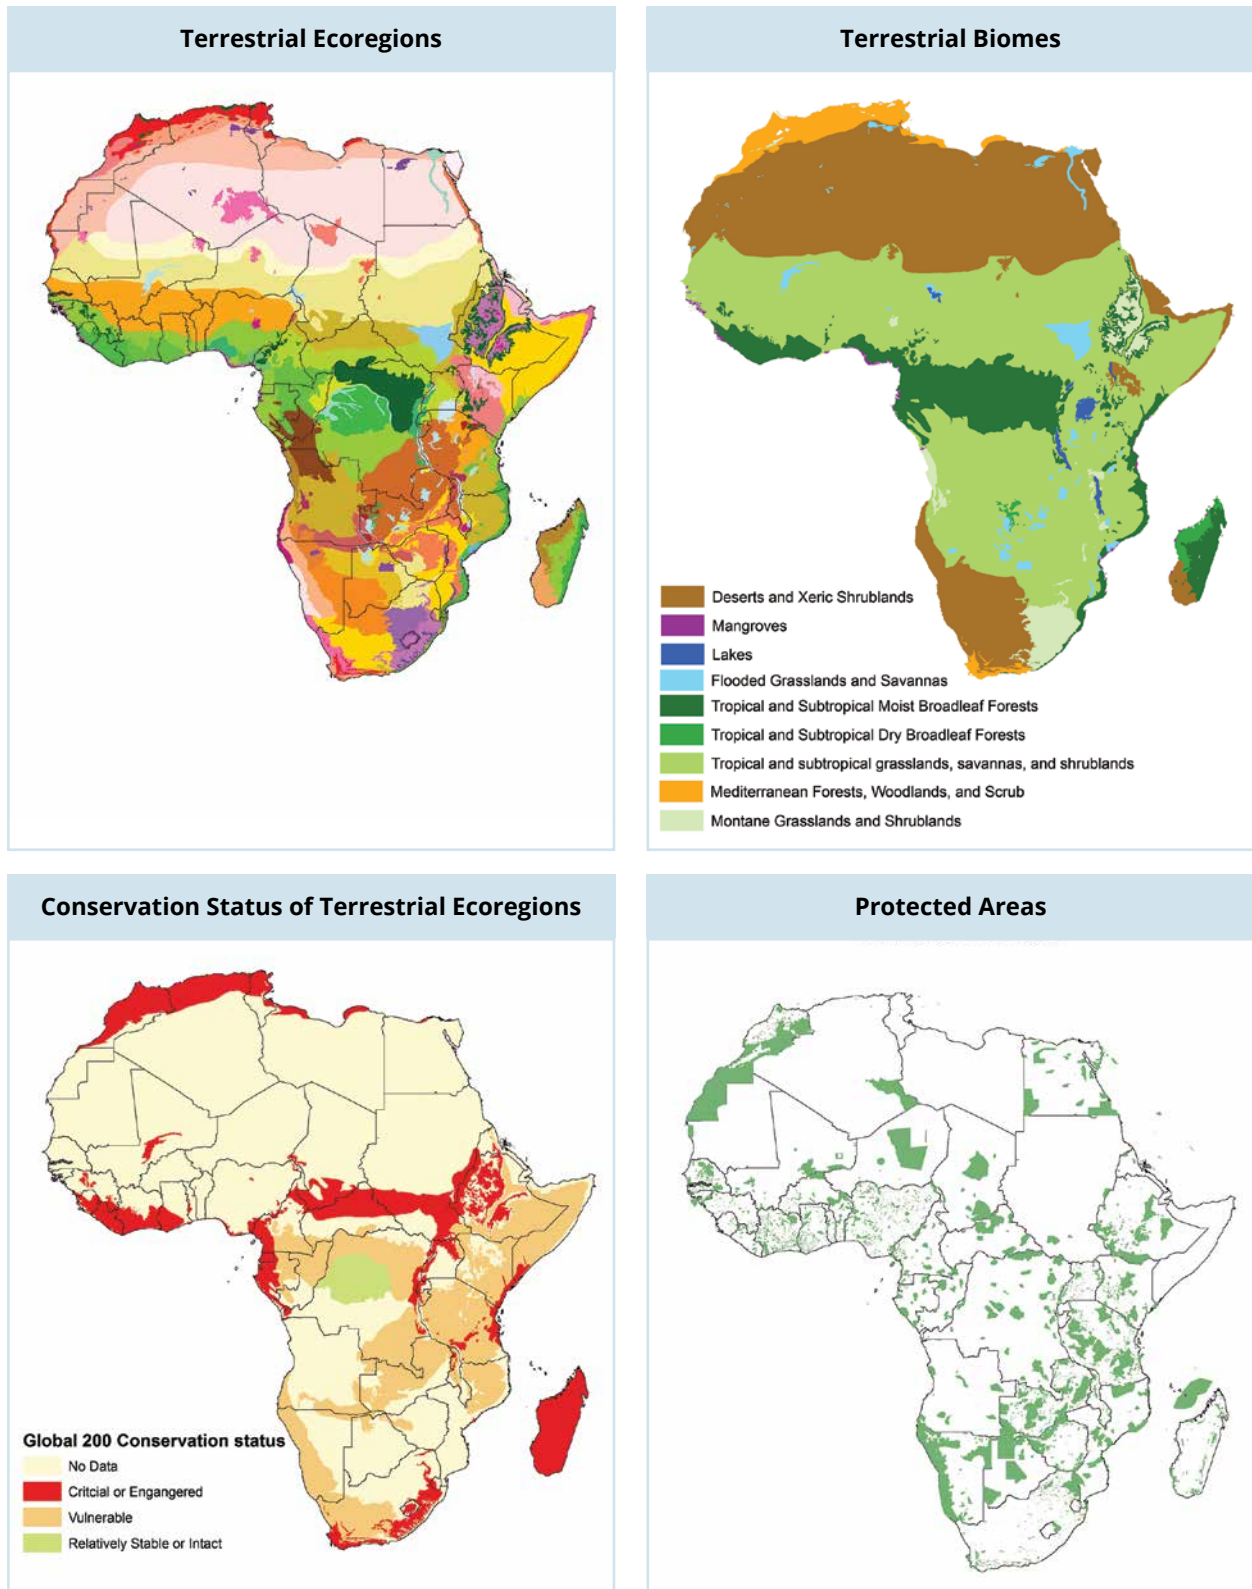 Terrestrial Ecoregions
Terrestrial Biomes
Deserts and Xeric Shrublands
Mangroves
Lakes
Flooded Grasslands and Savannas
Tropical and Subtropical Moist Broadleaf Forests
Tropical and Subtropical Dry Broadleaf Forests
Tropical and subtropical grasslands, savannas, and shrublands
Mediterranean Forests, Woodlands, and Scrub
Montane Grasslands and Shrublands
Conservation Status of Terrestrial Ecoregions
Protected Areas
Global 200 Conservation status
No Data
Critcial or Engangered
Vulnerable
Relatively Stable or Intact